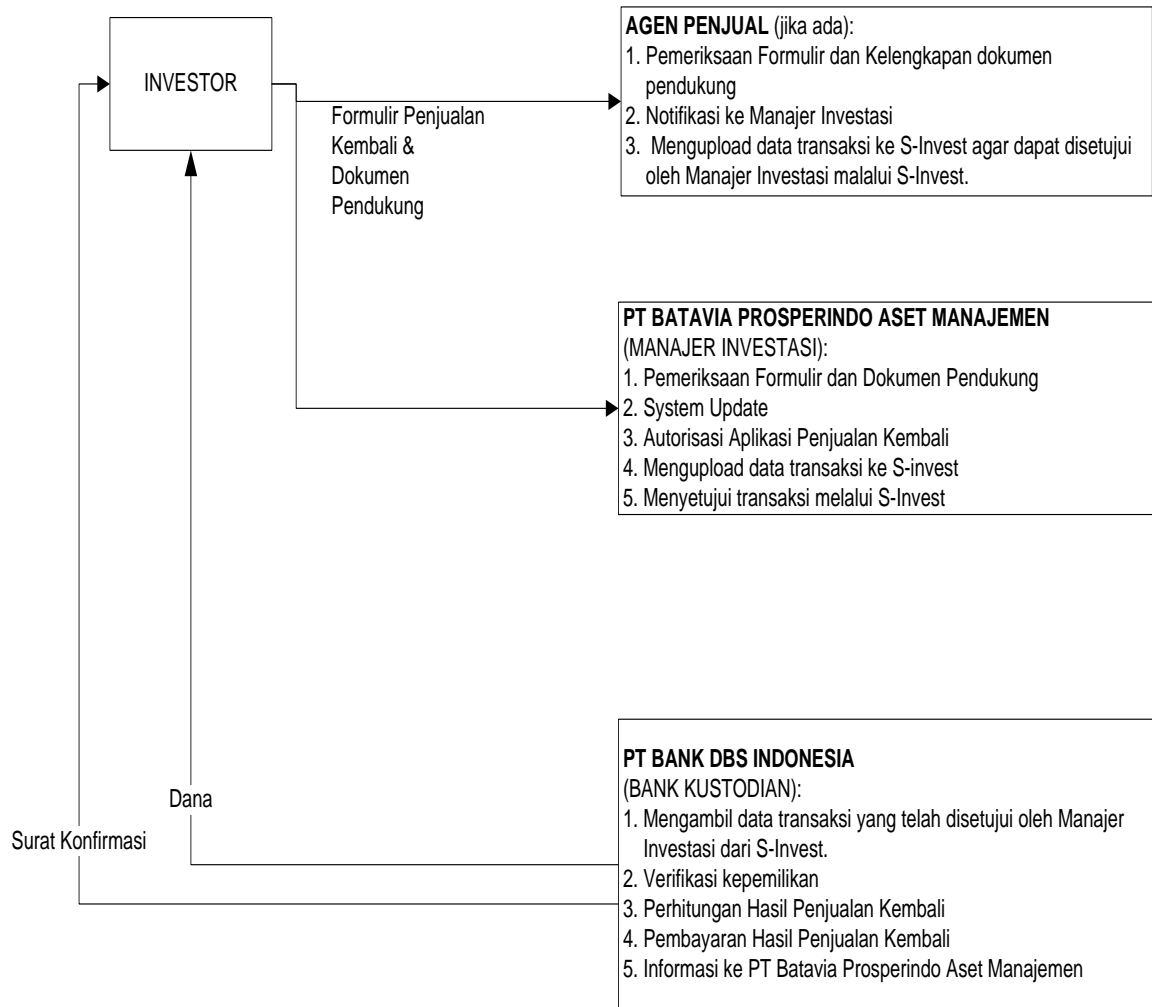 INVESTOR
Formulir Penjualan
Kembali &
Dokumen
Pendukung
AGEN PENJUAL (jika ada):
1. Pemeriksaan Formulir dan Kelengkapan dokumen
pendukung
2. Notifikasi ke Manajer Investasi
3. Mengupload data transaksi ke S-Invest agar dapat disetujui
oleh Manajer Investasi malalui S-Invest.
PT BATAVIA PROSPERINDO ASET MANAJEMEN
(MANAJER INVESTASI):
1. Pemeriksaan Formulir dan Dokumen Pendukung
2. System Update
3. Autorisasi Aplikasi Penjualan Kembali
4. Mengupload data transaksi ke S-invest
5. Menyetujui transaksi melalui S-Invest
PT BANK DBS INDONESIA
(BANK KUSTODIAN):
1. Mengambil data transaksi yang telah disetujui oleh Manajer
Investasi dari S-Invest.
2. Verifikasi kepemilikan
3. Perhitungan Hasil Penjualan Kembali
4. Pembayaran Hasil Penjualan Kembali
5. Informasi ke PT Batavia Prosperindo Aset Manajemen
Dana
Surat Konfirmasi